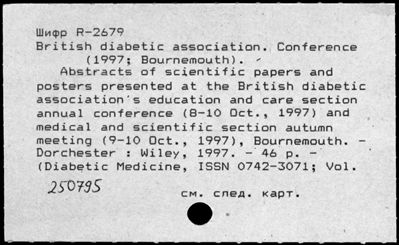 Шифр R-2679
British diabetic association. Conference
(1997; Bournemouth).
Abstracts of scientific papers and
posters presented at the British diabetic
association's education and care section
annual conference (8-10 Oct., 1997) and
medical and scientific section autumn
meeting (9-10 Oct., 1997), Bournemouth. -
Dorchester : Wiley, 1997. - 46 p. -
(Diabetic Medicine, ISSN 0742-3071; Vol.
250795
см. след. карт.